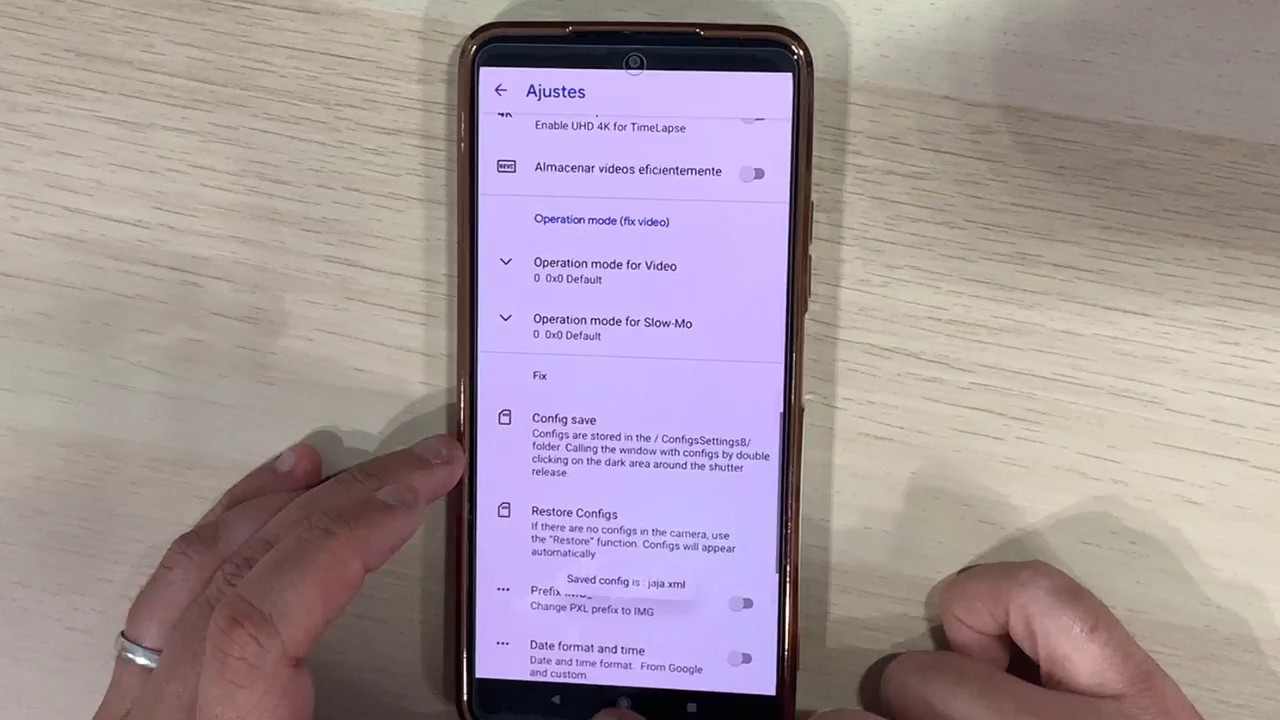 Ajustes
Enable UHD 4K for TimeLapse
HEVC
Almacenar vídeos eficientemente
Operation mode (fix video)
Operation mode for Video
0 0x0 Default
Operation mode for Slow-Mo
0 0x0 Default
Fix
Config save
Configs are stored in the / ConfigsSettings8/
folder. Calling the window with configs by double
clicking on the dark area around the shutter
release.
Restore Configs
If there are no configs in the camera, use
the "Restore" function. Configs will appear
automatically
Saved config is : jaja.xml
Prefix
Change PXL prefix to IMG
Date format and time
Date and time format. From Google
and custom